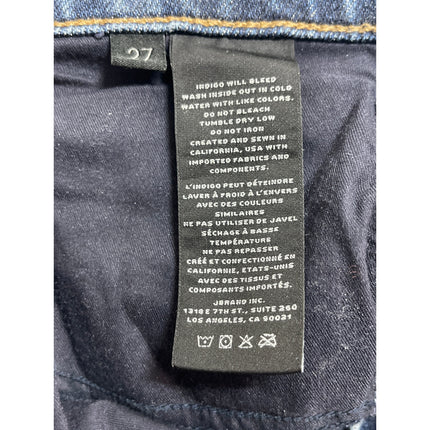 27
INDIGO WILL BLEED
WASH INSIDE OUT IN COLD
WATER WITH LIKE COLORS.
DO NOT BLEACH
TUMBLE DRY LOW
DO NOT IRON
CREATED AND SEWN IN
CALIFORNIA, USA WITH
IMPORTED FABRICS AND
COMPONENTS.
L'INDIGO PEUT DÉTEINDRE
LAVER À FROID À L'ENVERS
AVEC DES COULEURS
SIMILAIRES
NE PAS UTILISER DE JAVEL
SÉCHAGE À BASSE
TEMPÉRATURE
NE PAS REPASSER
CRÉÉ ET CONFECTIONNÉ EN
CALIFORNIE, ETATS-UNIS
AVEC DES TISSUS ET
COMPOSANTS IMPORTÉS.
JBRAND INC.
1318 E 7TH ST., SUITE 260
LOS ANGELES, CA 90021